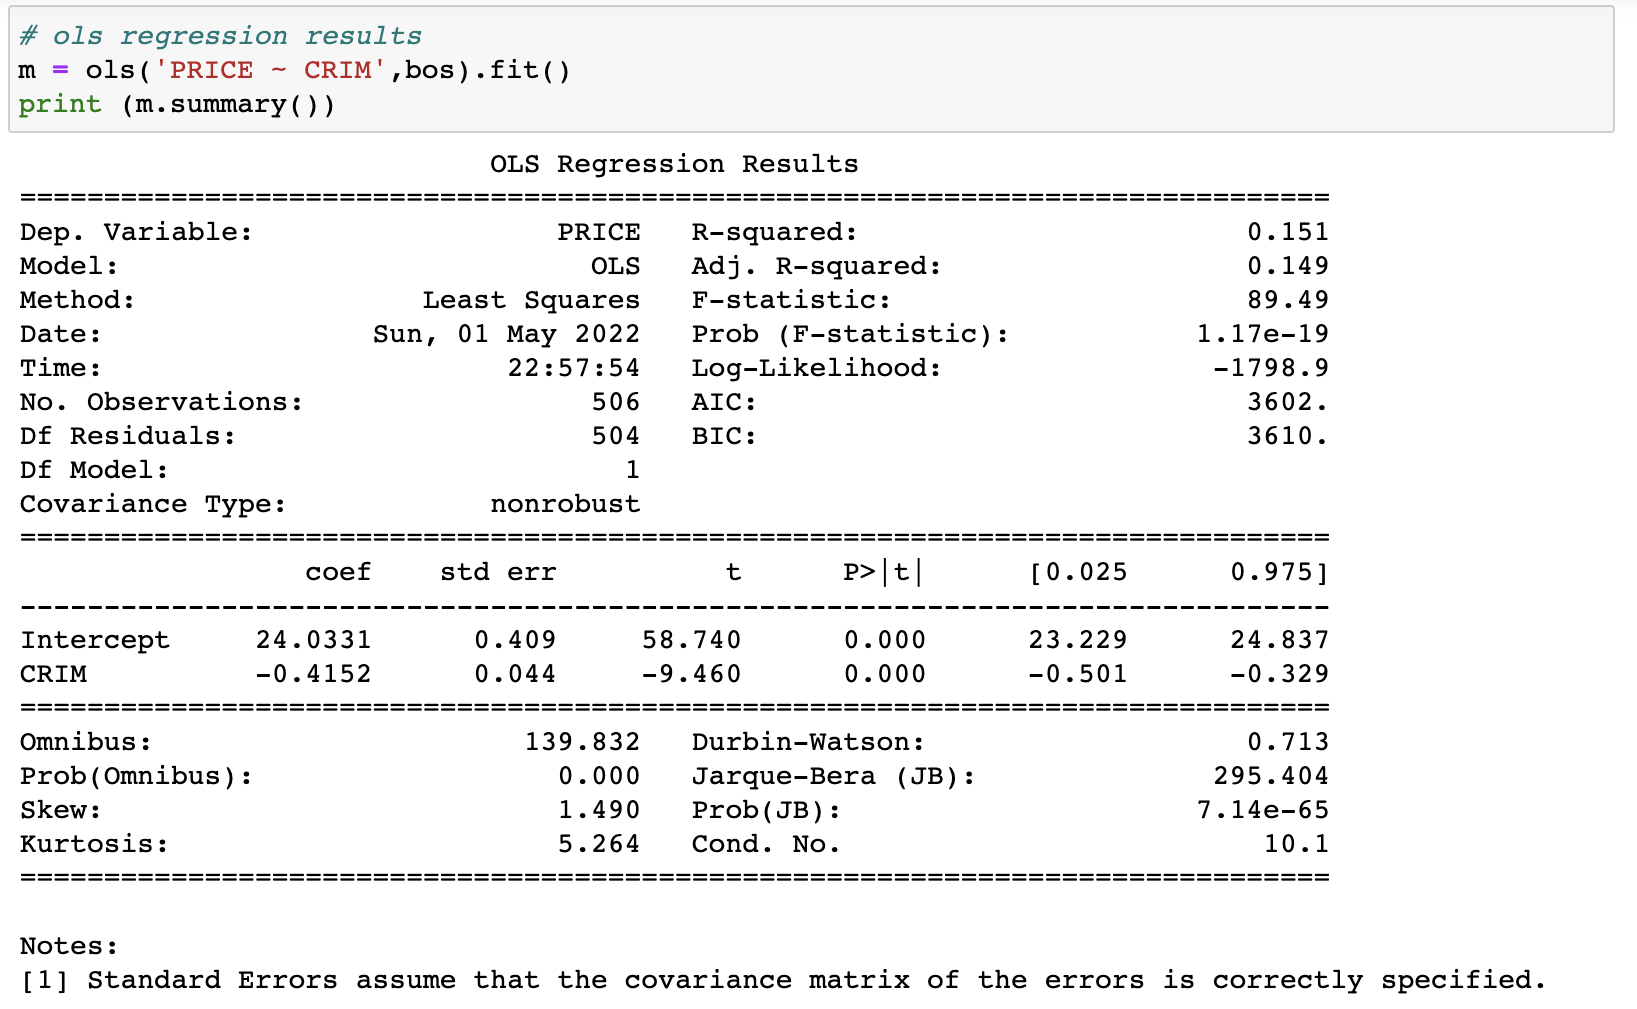 # ols regression results
m = ols('PRICE ~ CRIM',bos).fit()
print (m.summary())
OLS Regression Results
==============================================================================
Dep. Variable:                  PRICE   R-squared:                       0.151
Model:                            OLS   Adj. R-squared:                  0.149
Method:                 Least Squares   F-statistic:                     89.49
Date:                Sun, 01 May 2022   Prob (F-statistic):           1.17e-19
Time:                        22:57:54   Log-Likelihood:                -1798.9
No. Observations:                 506   AIC:                             3602.
Df Residuals:                     504   BIC:                             3610.
Df Model:                           1
Covariance Type:            nonrobust
==============================================================================
                 coef    std err          t      P>|t|      [0.025      0.975]
------------------------------------------------------------------------------
Intercept     24.0331      0.409     58.740      0.000      23.229      24.837
CRIM          -0.4152      0.044     -9.460      0.000      -0.501      -0.329
==============================================================================
Omnibus:                      139.832   Durbin-Watson:                   0.713
Prob(Omnibus):                  0.000   Jarque-Bera (JB):              295.404
Skew:                           1.490   Prob(JB):                     7.14e-65
Kurtosis:                       5.264   Cond. No.                         10.1
==============================================================================
Notes:
[1] Standard Errors assume that the covariance matrix of the errors is correctly specified.